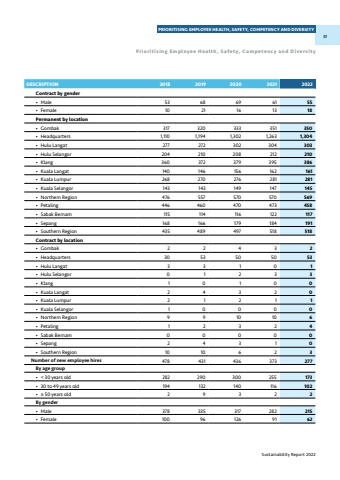 PRIORITISING EMPLOYEE HEALTH, SAFETY, COMPETENCY AND DIVERSITY
Prioritising Employee Health, Safety, Competency and Diversity
DESCRIPTION 2018 2019 2020 2021 2022
Contract by gender
• Male 53 68 69 61 55
• Female 10 21 16 13 18
Permanent by location
• Gombak 317 320 333 351 350
• Headquarters 1,110 1,194 1,302 1,263 1,304
• Hulu Langat 277 272 302 304 303
• Hulu Selangor 204 210 208 212 210
• Klang 360 372 379 395 386
• Kuala Langat 140 146 156 162 161
• Kuala Lumpur 268 270 276 281 281
• Kuala Selangor 143 143 149 147 145
• Northern Region 476 557 570 570 569
• Petaling 446 460 470 473 458
• Sabak Bernam 115 114 116 122 117
• Sepang 148 166 179 184 191
• Southern Region 435 489 497 518 518
Contract by location
• Gombak 2 2 4 3 2
• Headquarters 30 53 50 50 53
• Hulu Langat 3 3 1 0 1
• Hulu Selangor 0 1 2 3 3
• Klang 1 0 1 0 0
• Kuala Langat 2 4 3 2 0
• Kuala Lumpur 2 1 2 1 1
• Kuala Selangor 1 0 0 0 0
• Northern Region 9 9 10 10 6
• Petaling 1 2 3 2 4
• Sabak Bernam 0 0 0 0 0
• Sepang 2 4 3 1 0
• Southern Region 10 10 6 2 3
Number of new employee hires 478 431 436 373 277
By age group
• < 30 years old 282 290 300 255 173
• 30 to 49 years old 194 132 140 116 102
• ≥ 50 years old 2 9 3 2 2
By gender
• Male 378 335 317 282 215
• Female 100 96 126 91 62
Sustainability Report 2022